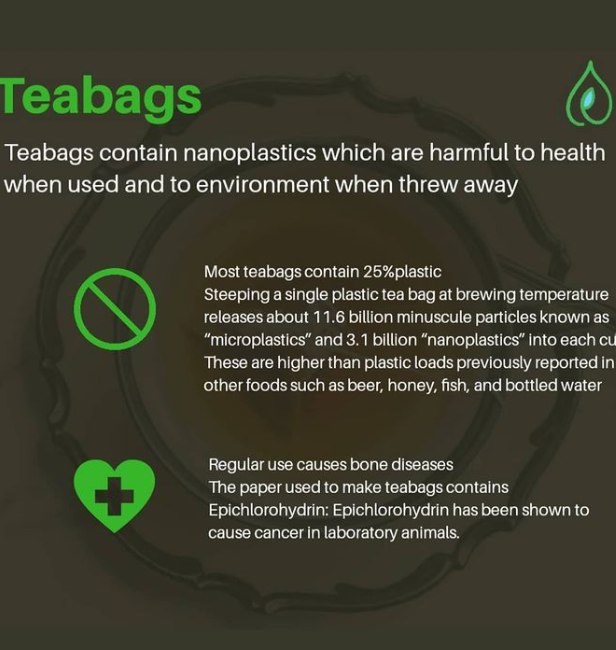 Teabags
Teabags contain nanoplastics which are harmful to health
when used and to environment when threw away
Most teabags contain 25%plastic
Steeping a single plastic tea bag at brewing temperature
releases about 11.6 billion minuscule particles known as
“microplastics” and 3.1 billion “nanoplastics” into each cu
These are higher than plastic loads previously reported in
other foods such as beer, honey, fish, and bottled water
Regular use causes bone diseases
The paper used to make teabags contains
Epichlorohydrin: Epichlorohydrin has been shown to
cause cancer in laboratory animals.